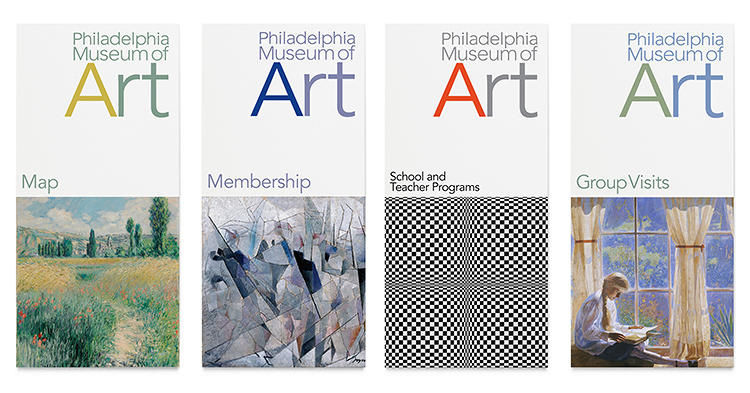 Philadelphia
Museum of
Art
Map
Philadelphia
Museum of
Art
Membership
Philadelphia
Museum of
Art
School and
Teacher Programs
Philadelphia
Museum of
Art
Group Visits